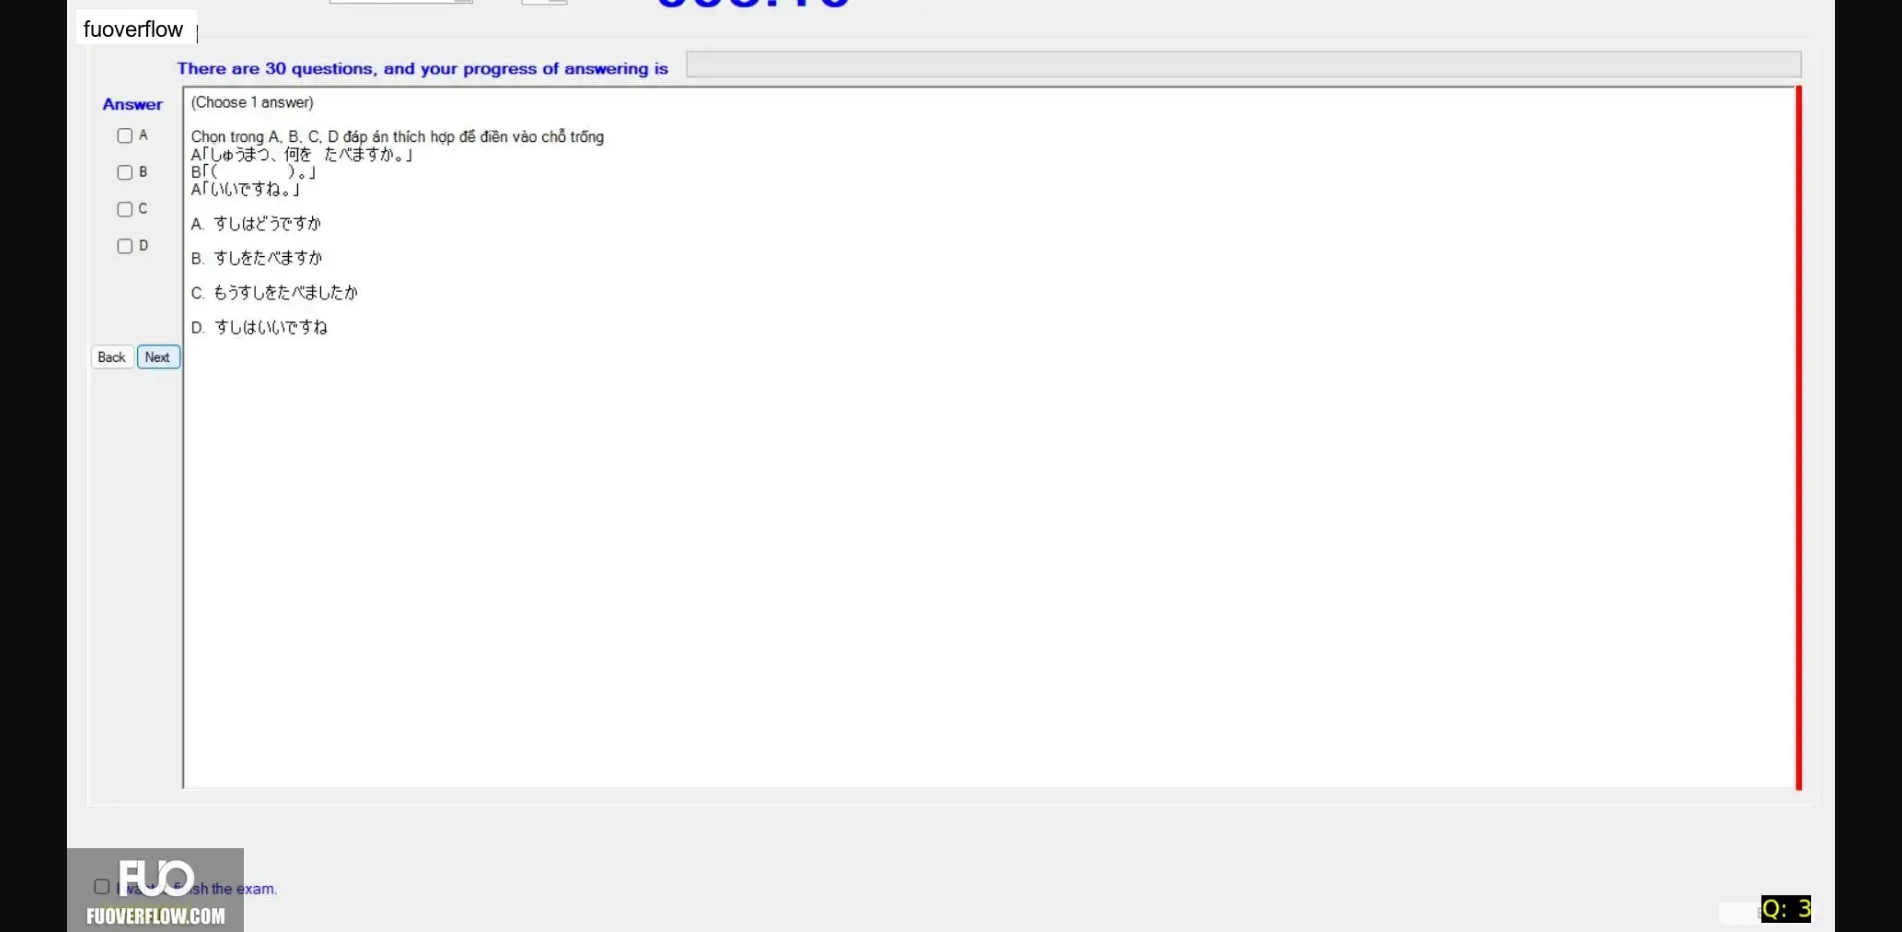 fuoverflow
There are 30 questions, and your progress of answering is
Answer
(Choose 1 answer)
A
Chọn trong A, B, C, D đáp án thích hợp để điền vào chỗ trống
A「しゅうまつ、何を たべますか。」
B
B「( )。」
A「いいですね。」
C
A. すしはどうですか
D
B. すしをたべますか
C. もうすしをたべましたか
D. すしはいいですね
Back Next
FUO
finish the exam.
FUOVERFLOW.COM
Q: 3